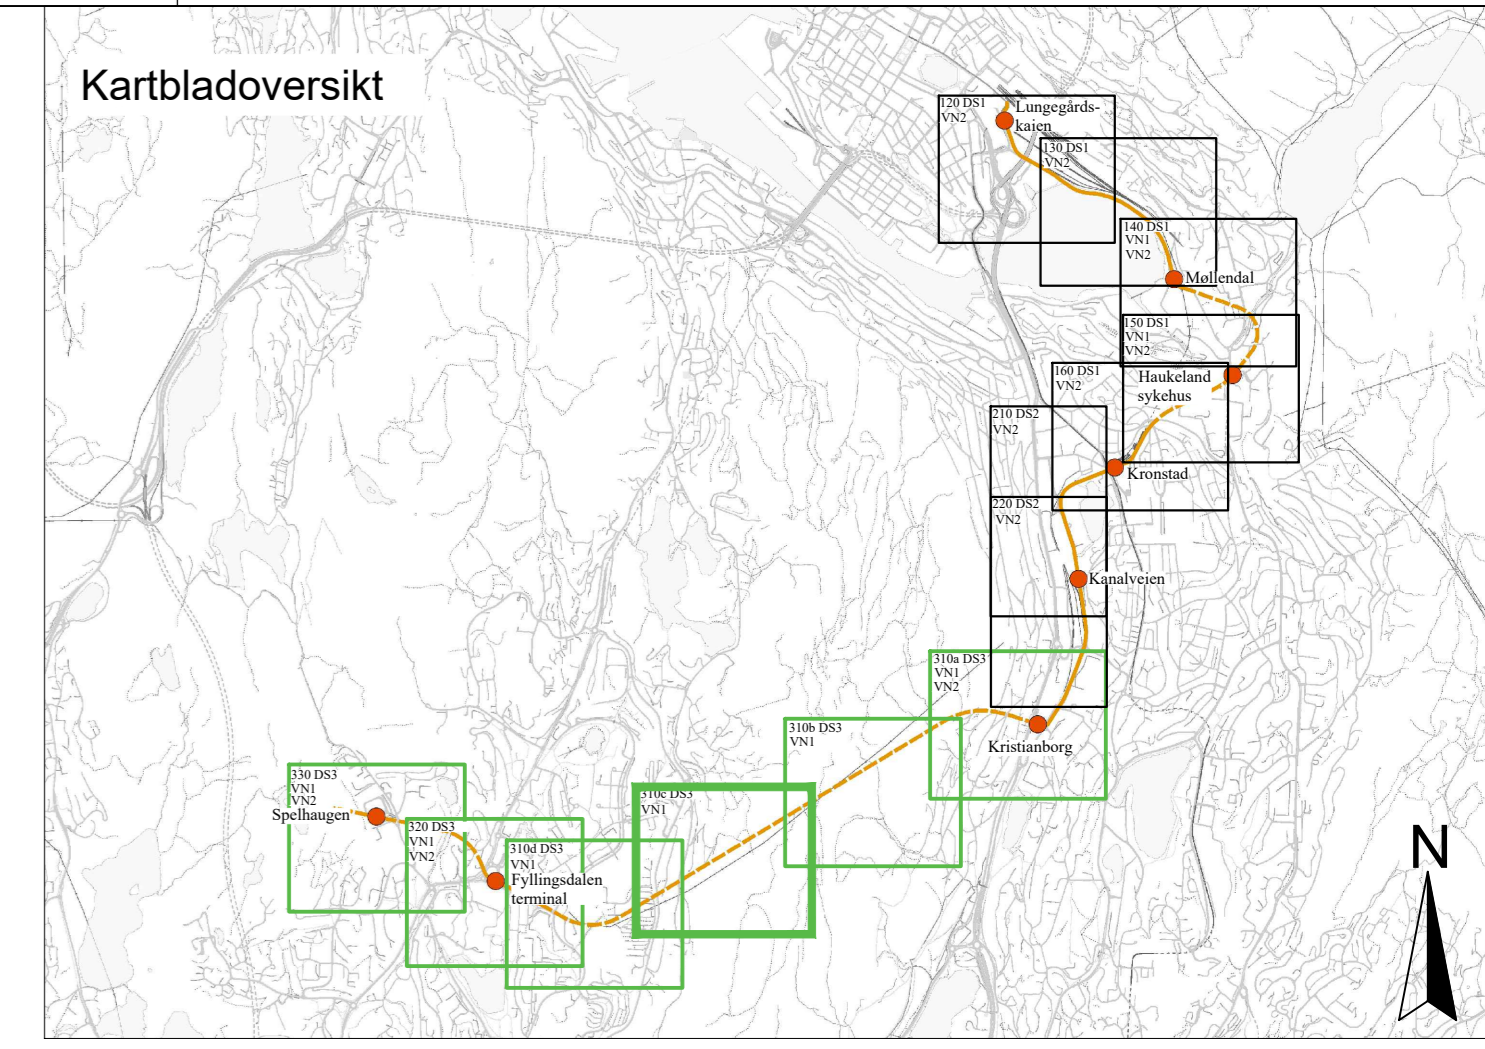 Kartbladoversikt
120 DS1
VN2
Lungegårds-
kaien
130 DS1
VN2
140 DS1
VN1
VN2
Møllendal
150 DS1
VN1
VN2
160 DS1
VN2
Haukeland
sykehus
210 DS2
VN2
Kronstad
220 DS2
VN2
Kanalveien
310a DS3
VN1
VN2
310b DS3
VN1
Kristianborg
330 DS3
VN1
VN2
Spelhaugen
310c DS3
VN1
320 DS3
VN1
VN2
310d DS3
VN1
Fyllingsdalen
terminal
N